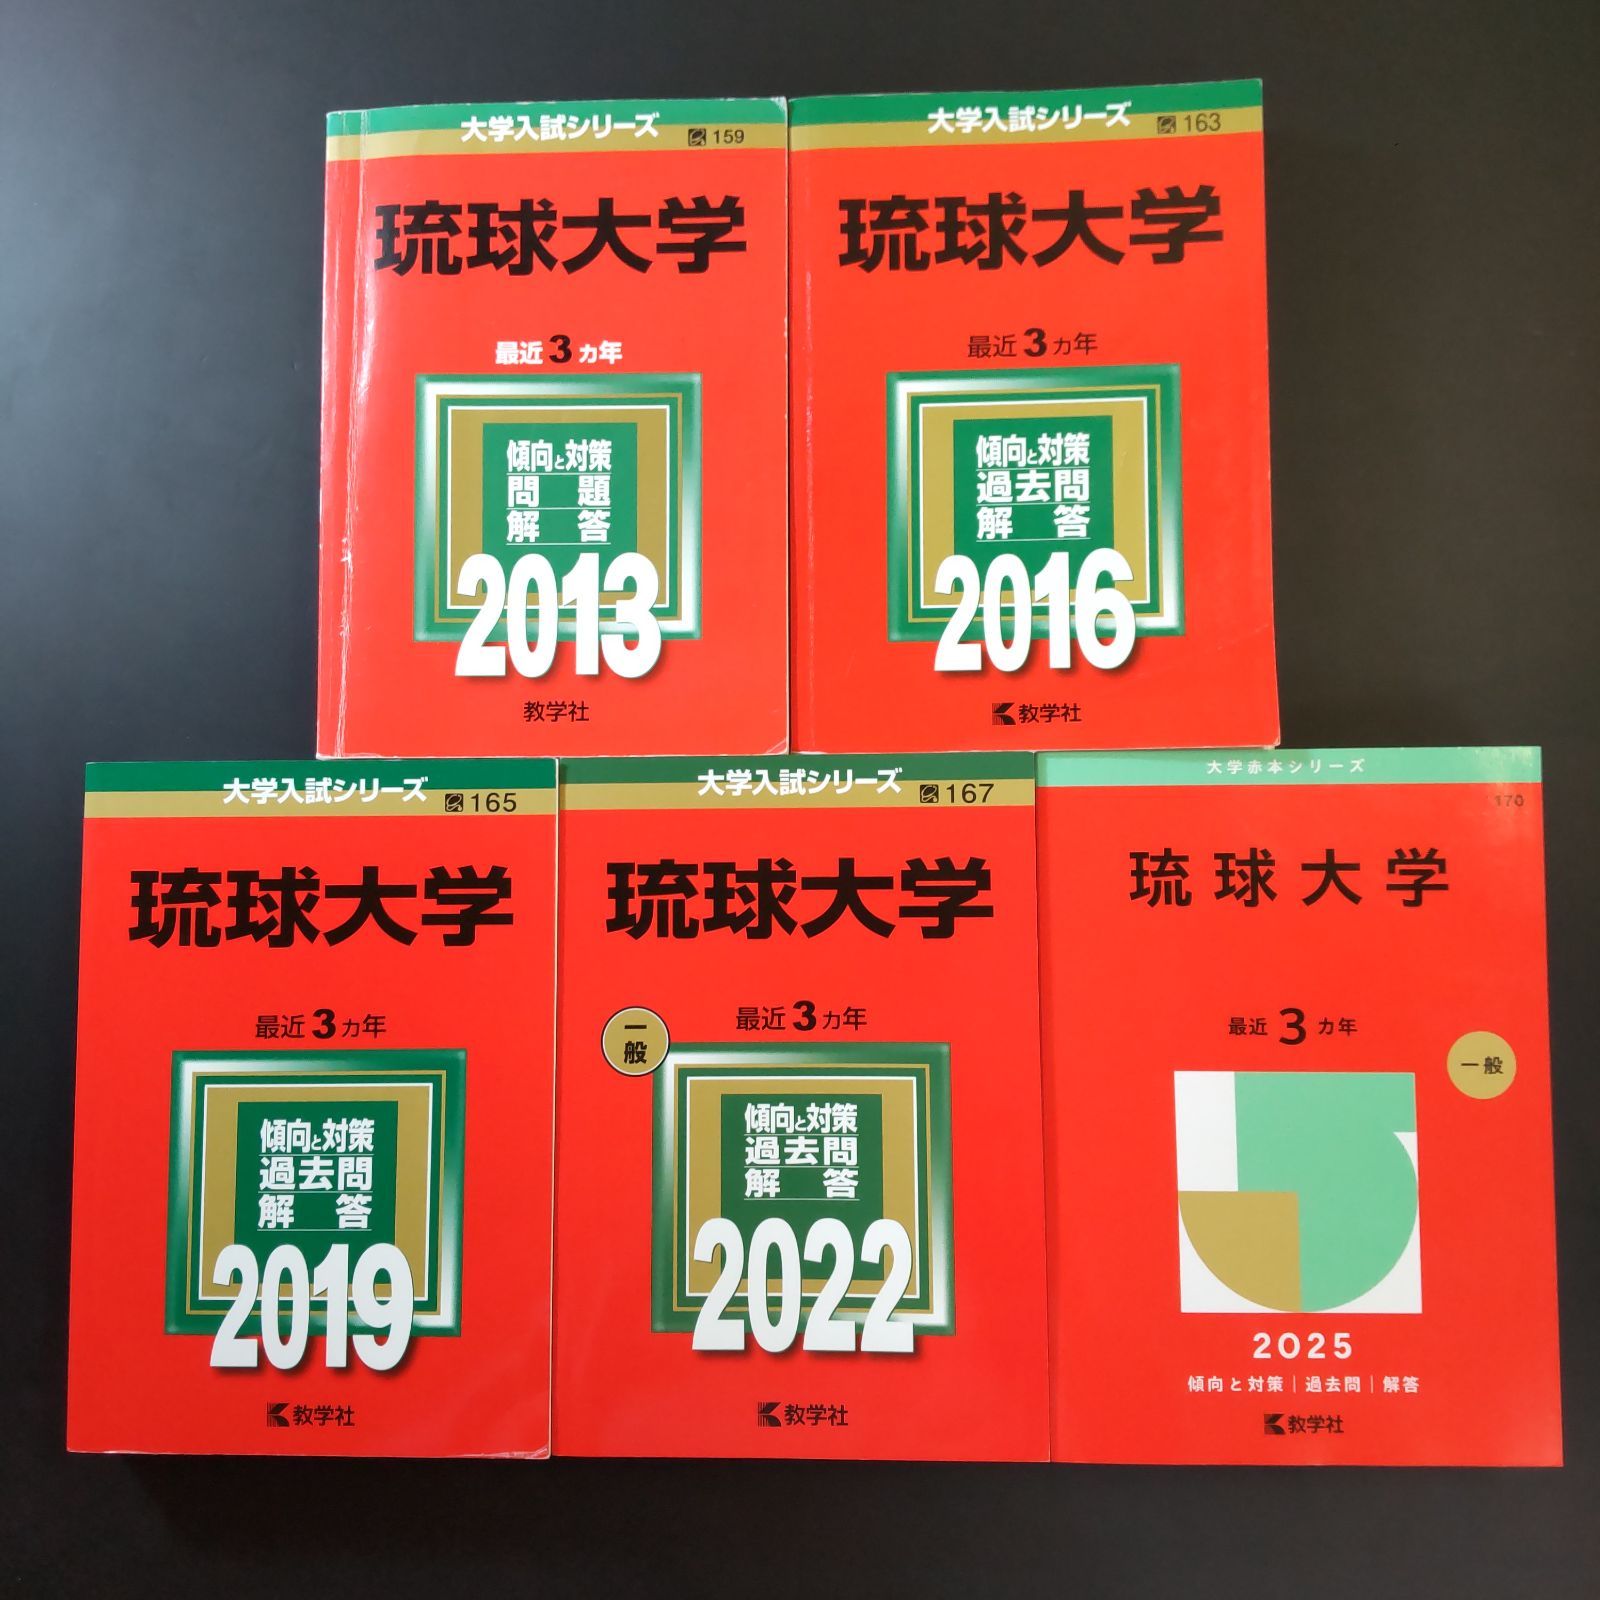 大学入試シリーズ
159
琉球大学
最近3ヵ年
傾向と対策
問題
解答
2013
教学社
大学入試シリーズ
163
琉球大学
最近3ヵ年
傾向と対策
過去問
解答
2016
教学社
大学入試シリーズ
165
琉球大学
最近3ヵ年
傾向と対策
過去問
解答
2019
教学社
大学入試シリーズ
167
琉球大学
最近3ヵ年
一般
傾向と対策
過去問
解答
2022
教学社
大学赤本シリーズ
170
琉球大学
最近3ヵ年
一般
2025
傾向と対策|過去問|解答
教学社